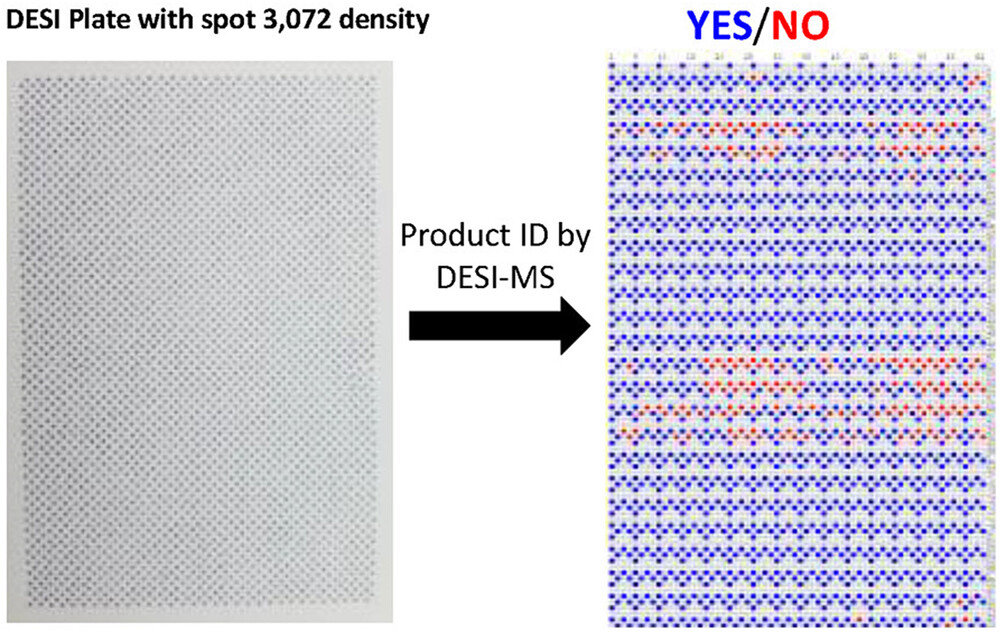 DESI Plate with spot 3,072 density
YES/NO
Product ID by
DESI-MS